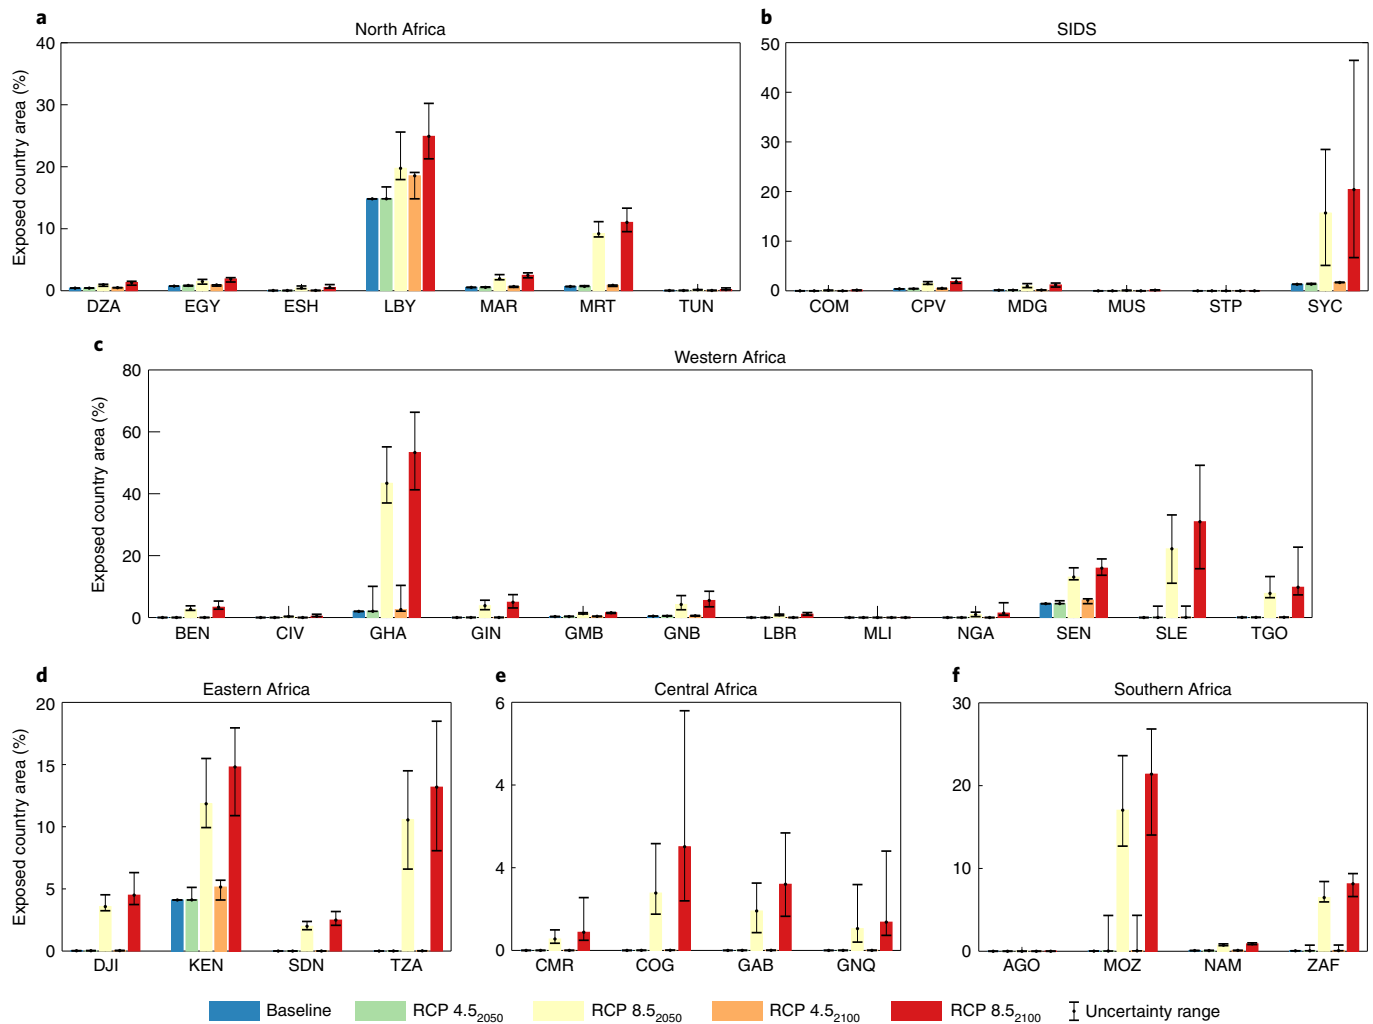 a
North Africa
Exposed country area (%)
40
30
20
10
0
DZA EGY ESH LBY MAR MRT TUN
b
SIDS
50
40
30
20
10
0
COM CPV MDG MUS STP SYC
c
Western Africa
Exposed country area (%)
80
60
40
20
0
BEN CIV GHA GIN GMB GNB LBR MLI NGA SEN SLE TGO
d
Eastern Africa
Exposed country area (%)
20
15
10
5
0
DJI KEN SDN TZA
e
Central Africa
6
4
4
0
CMR COG GAB GNQ
f
Southern Africa
30
20
10
0
AGO MOZ NAM ZAF
Baseline RCP 4.5₂₀₅₀ RCP 8.5₂₀₅₀ RCP 4.5₂₁₀₀ RCP 8.5₂₁₀₀ Uncertainty range